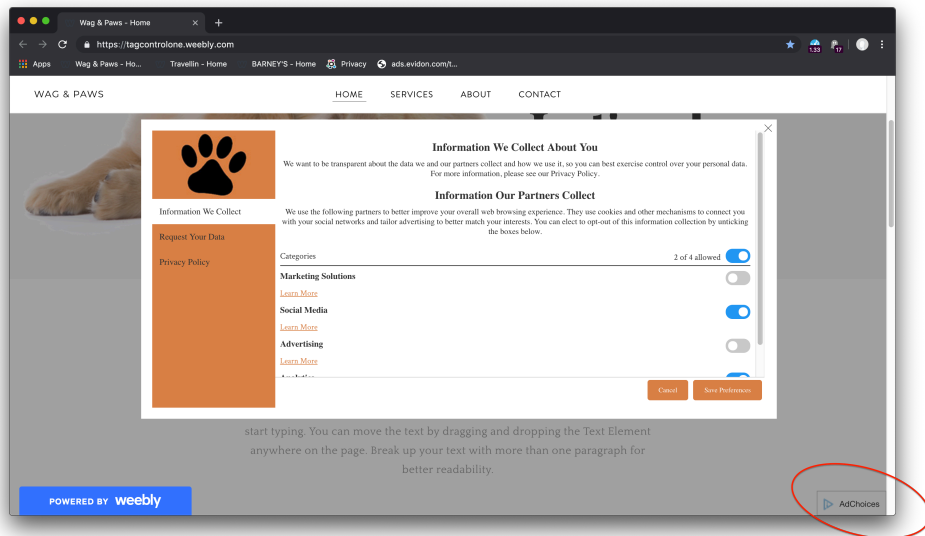 Wag & Paws - Home
https://tagcontrolone.weebly.com
1.33
17
Apps Wag & Paws - Ho... Travellin - Home BARNEY'S - Home Privacy ads.evidon.com/t...
WAG & PAWS HOME SERVICES ABOUT CONTACT
Information We Collect
Request Your Data
Privacy Policy
Information We Collect About You
We want to be transparent about the data we and our partners collect and how we use it, so you can best exercise control over your personal data.
For more information, please see our Privacy Policy.
Information Our Partners Collect
We use the following partners to better improve your overall web browsing experience. They use cookies and other mechanisms to connect you
with your social networks and tailor advertising to better match your interests. You can elect to opt-out of this information collection by unticking
the boxes below.
Categories 2 of 4 allowed
Marketing Solutions
Learn More
Social Media
Learn More
Advertising
Learn More
Cancel Save Preferences
start typing. You can move the text by dragging and dropping the Text Element
anywhere on the page. Break up your text with more than one paragraph for
better readability.
POWERED BY weebly
AdChoices